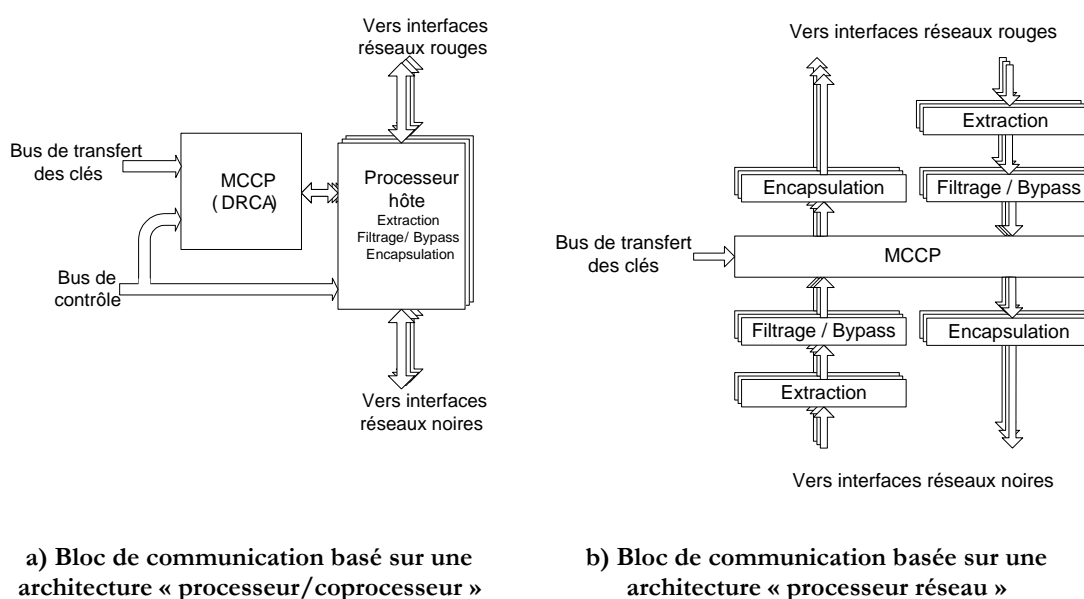 Vers interfaces
réseaux rouges
Bus de transfert
des clés
MCCP
( DRCA)
Processeur
hôte
Extraction
Filtrage/ Bypass
Encapsulation
Bus de
contrôle
Vers interfaces
réseaux noires
Vers interfaces réseaux rouges
Extraction
Encapsulation
Filtrage / Bypass
Bus de transfert
des clés
MCCP
Filtrage / Bypass
Encapsulation
Extraction
Vers interfaces réseaux noires
a) Bloc de communication basé sur une
architecture « processeur/coprocesseur »
b) Bloc de communication basée sur une
architecture « processeur réseau »